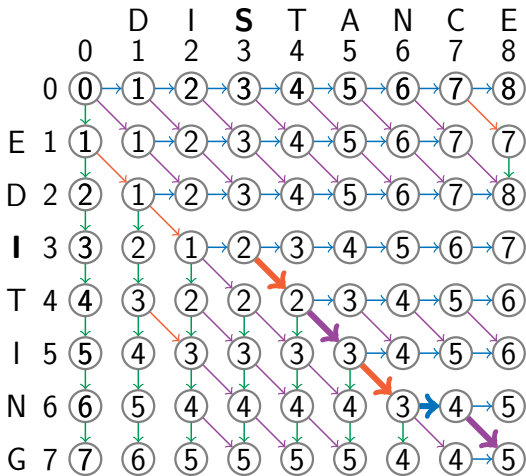 D I S T A N C E
0 1 2 3 4 5 6 7 8
0 0 1 2 3 4 5 6 7 8
E 1 1 1 2 3 4 5 6 7 7
D 2 2 1 2 3 4 5 6 7 8
I 3 3 2 1 2 3 4 5 6 7
T 4 4 3 2 2 2 3 4 5 6
I 5 5 4 3 3 3 3 4 5 6
N 6 6 5 4 4 4 4 3 4 5
G 7 7 6 5 5 5 5 4 4 5